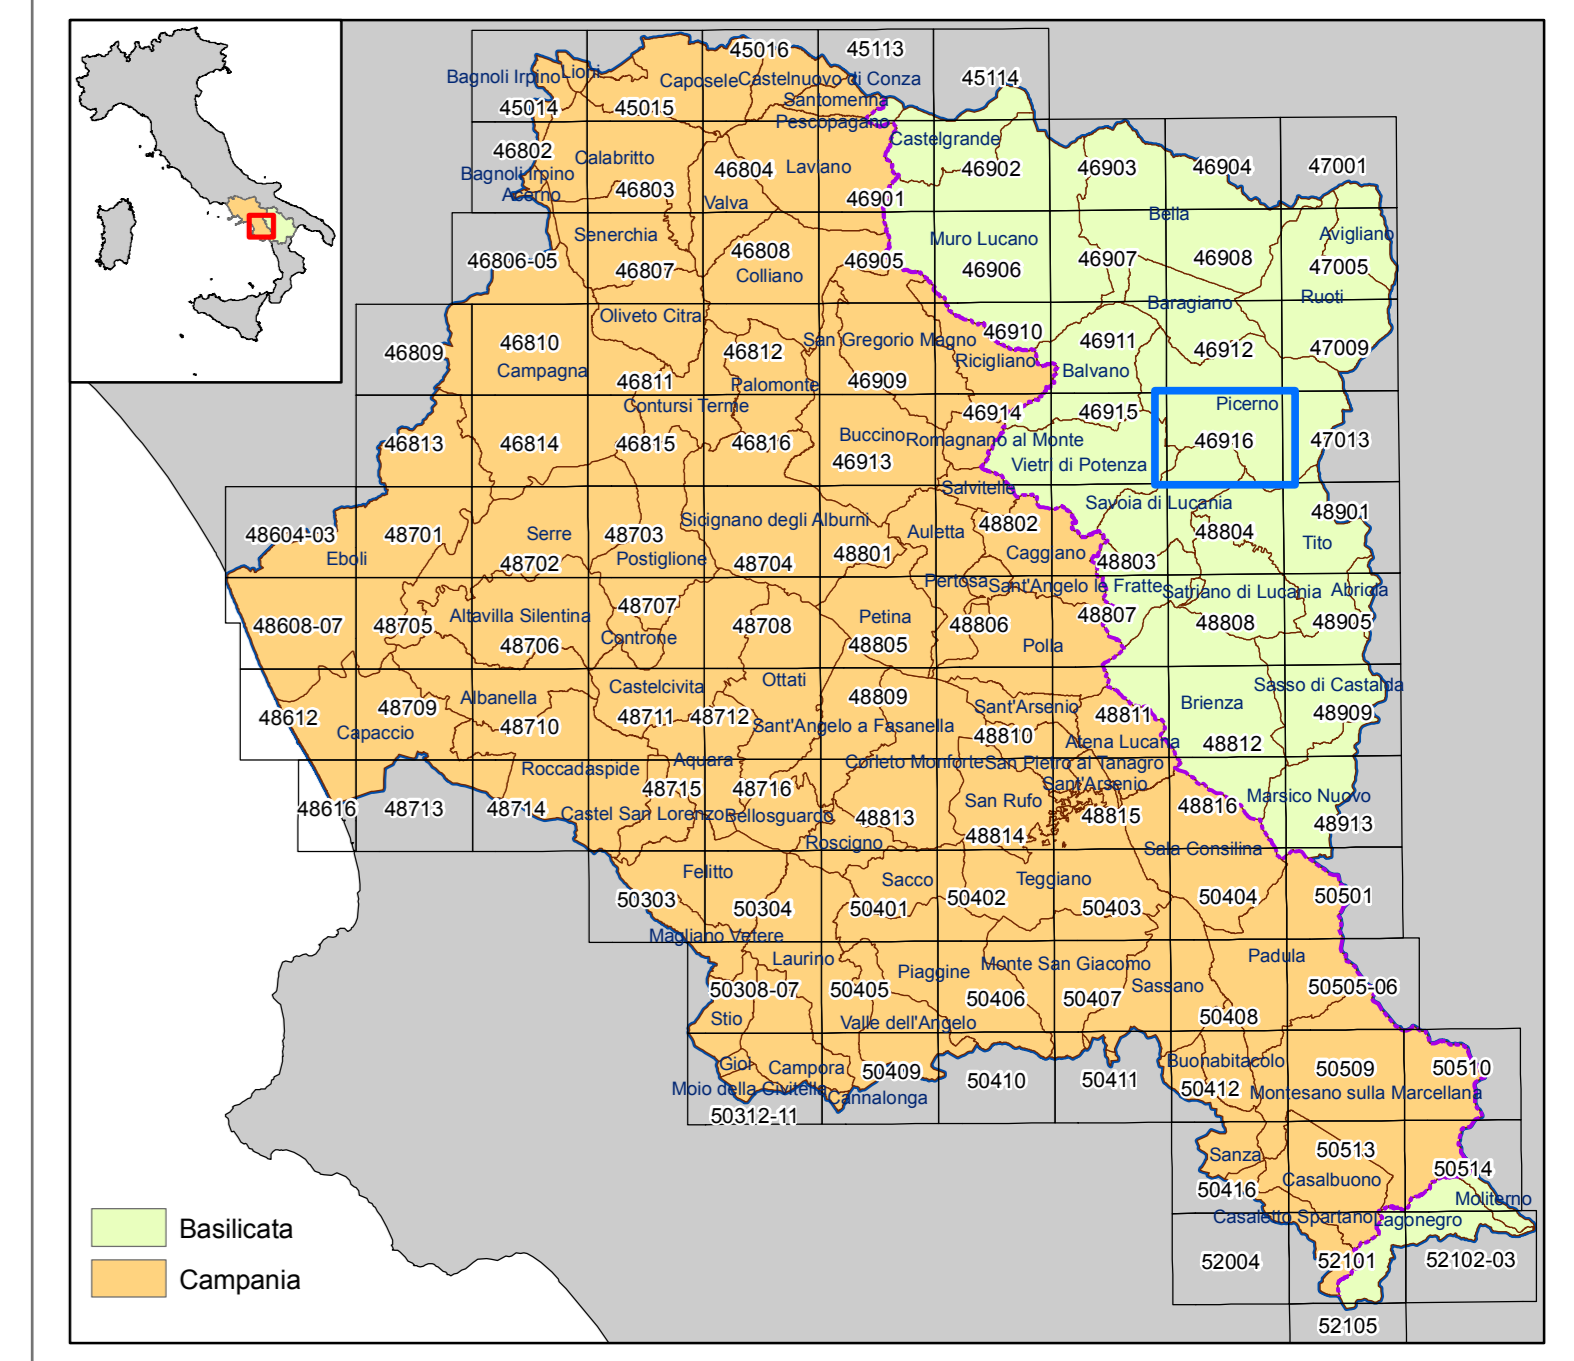 45016
45113
Bagnoli Irpino
Lioni
Caposele
Castelnuovo di Conza
45114
45014
45015
Santomenna
Pescopagano
Castelgrande
46802
Calabritto
46804
Laviano
46902
46903
46904
47001
Bagnoli Irpino
Acerno
46803
Valva
46901
Bella
Senerchia
Muro Lucano
Avigliano
46806-05
46807
46808
Colliano
46905
46906
46907
46908
47005
Oliveto Citra
Baragiano
Ruoti
46809
46810
46812
San Gregorio Magno
46910
46911
46912
47009
Campagna
46811
Palomonte
46909
Ricigliano
Balvano
Contursi Terme
46914
46915
Picerno
46813
46814
46815
46816
Buccino
Romagnano al Monte
46916
47013
46913
Vietri di Potenza
Salvitelle
Savoia di Lucania
48604-03
48701
Serre
48703
Sicignano degli Alburni
Auletta
48802
48804
48901
Eboli
48702
Postiglione
48704
48801
Caggiano
48803
Tito
Pertosa
Sant'Angelo le Fratte
Satriano di Lucania
Abriola
48608-07
48705
Altavilla Silentina
48707
48708
Petina
48806
48807
48808
48905
48706
Controne
48805
Polla
Albanella
Castelcivita
Ottati
48809
Sant'Arsenio
Brienza
Sasso di Castalda
48612
48709
48710
48711
48712
Sant'Angelo a Fasanella
48810
48811
48812
48909
Capaccio
Atena Lucana
Roccadaspide
Aquara
Corleto Monforte
San Pietro al Tanagro
Sant'Arsenio
48616
48713
48714
48715
48716
San Rufo
48816
Marsico Nuovo
Castel San Lorenzo
Bellosguardo
48813
48815
48913
Roscigno
48814
Sala Consilina
Felitto
Sacco
Teggiano
50303
50304
50401
50402
50403
50404
50501
Magliano Vetere
Laurino
Piaggine
Monte San Giacomo
Padula
50308-07
50405
50406
50407
Sassano
50505-06
Stio
Valle dell'Angelo
50408
Gioi
Campora
50409
50410
50411
Buonabitacolo
50509
50510
Moio della Civitella
Cannalonga
50412
Montesano sulla Marcellana
50312-11
Sanza
50513
50514
50416
Casalbuono
Moliterno
Casaletto Spartano
Lagonegro
Basilicata
52004
52101
52102-03
Campania
52105